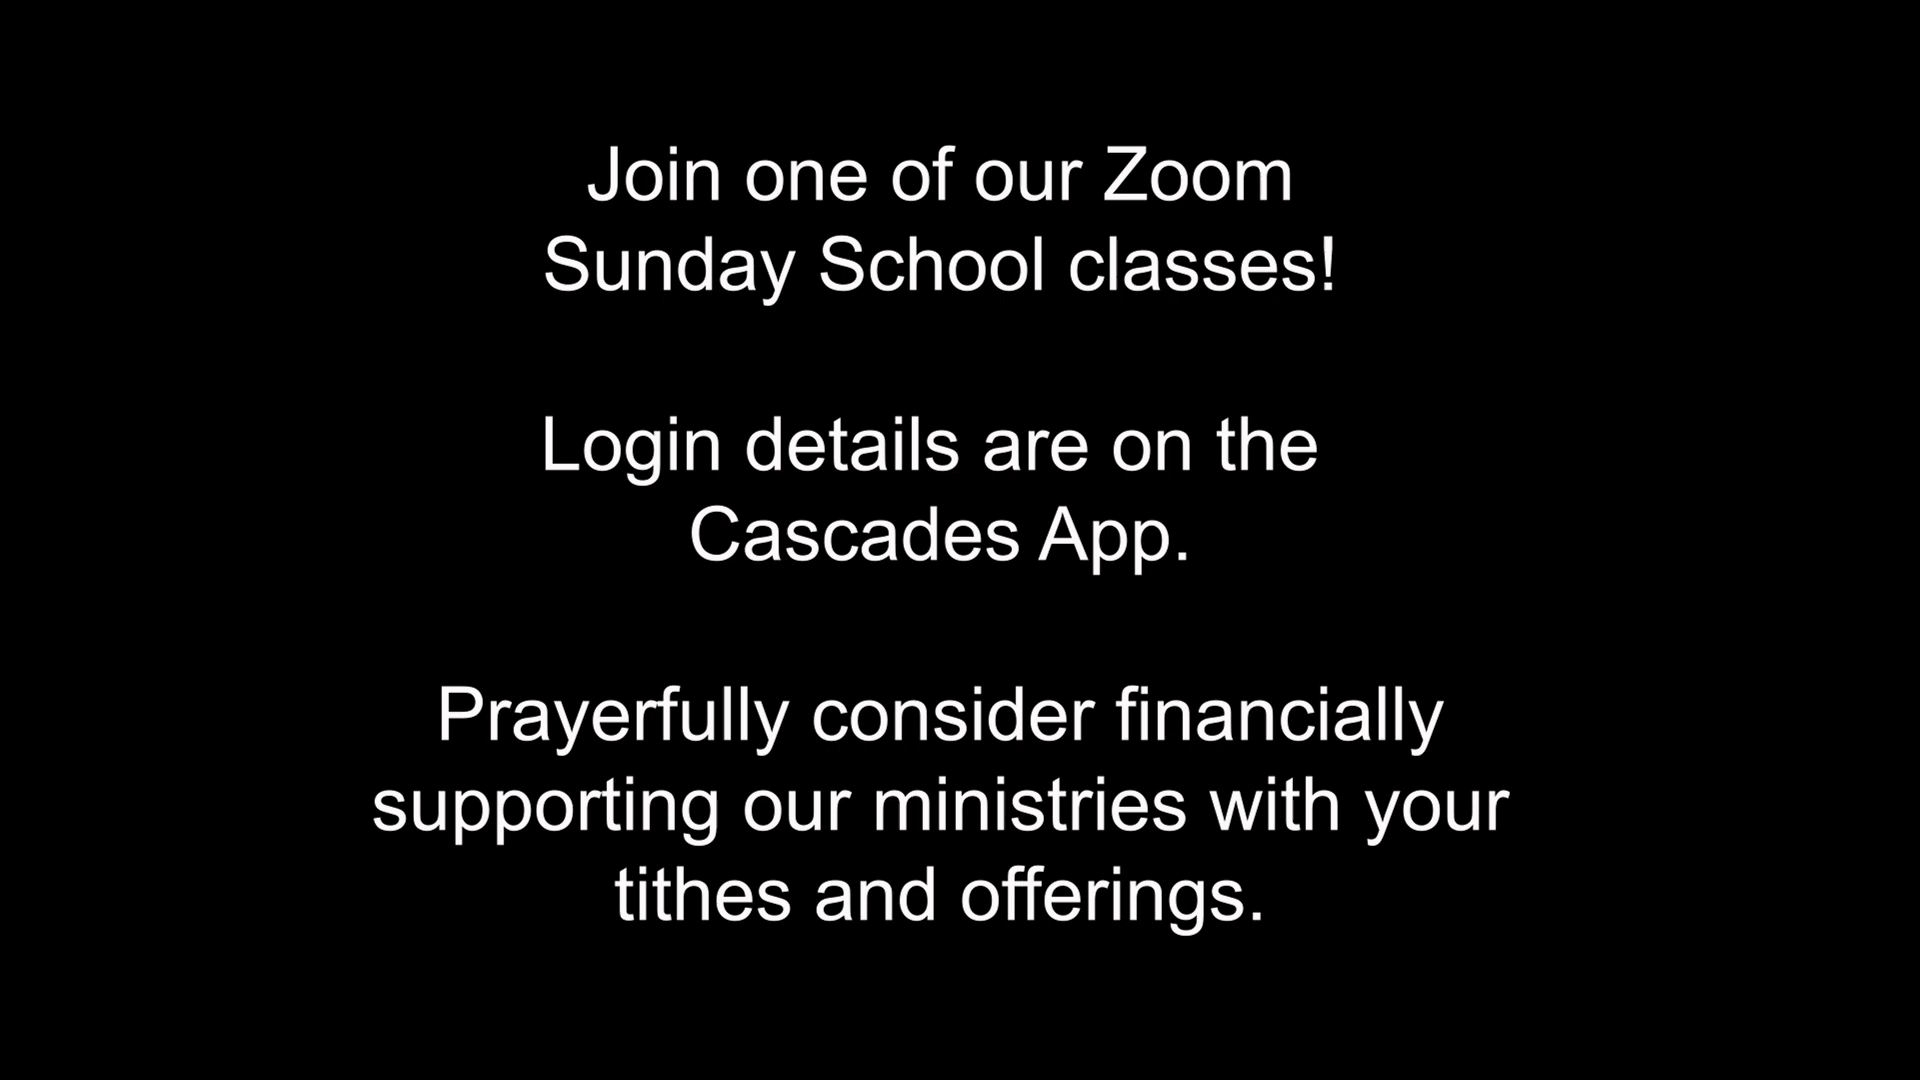 Join one of our Zoom
Sunday School classes!
Login details are on the
Cascades App.
Prayerfully consider financially
supporting our ministries with your
tithes and offerings.